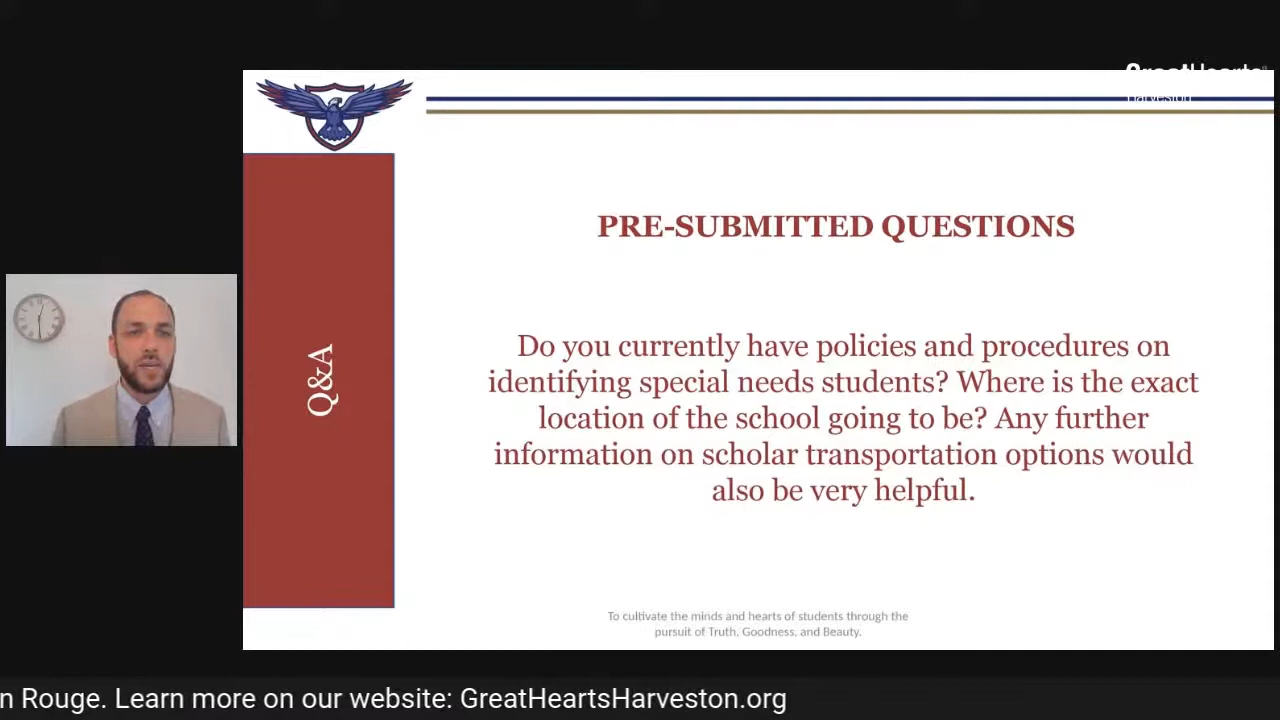 GreatHearts
Harveston
PRE-SUBMITTED QUESTIONS
Q&A
Do you currently have policies and procedures on
identifying special needs students? Where is the exact
location of the school going to be? Any further
information on scholar transportation options would
also be very helpful.
To cultivate the minds and hearts of students through the
pursuit of Truth, Goodness, and Beauty.
n Rouge. Learn more on our website: GreatHeartsHarveston.org